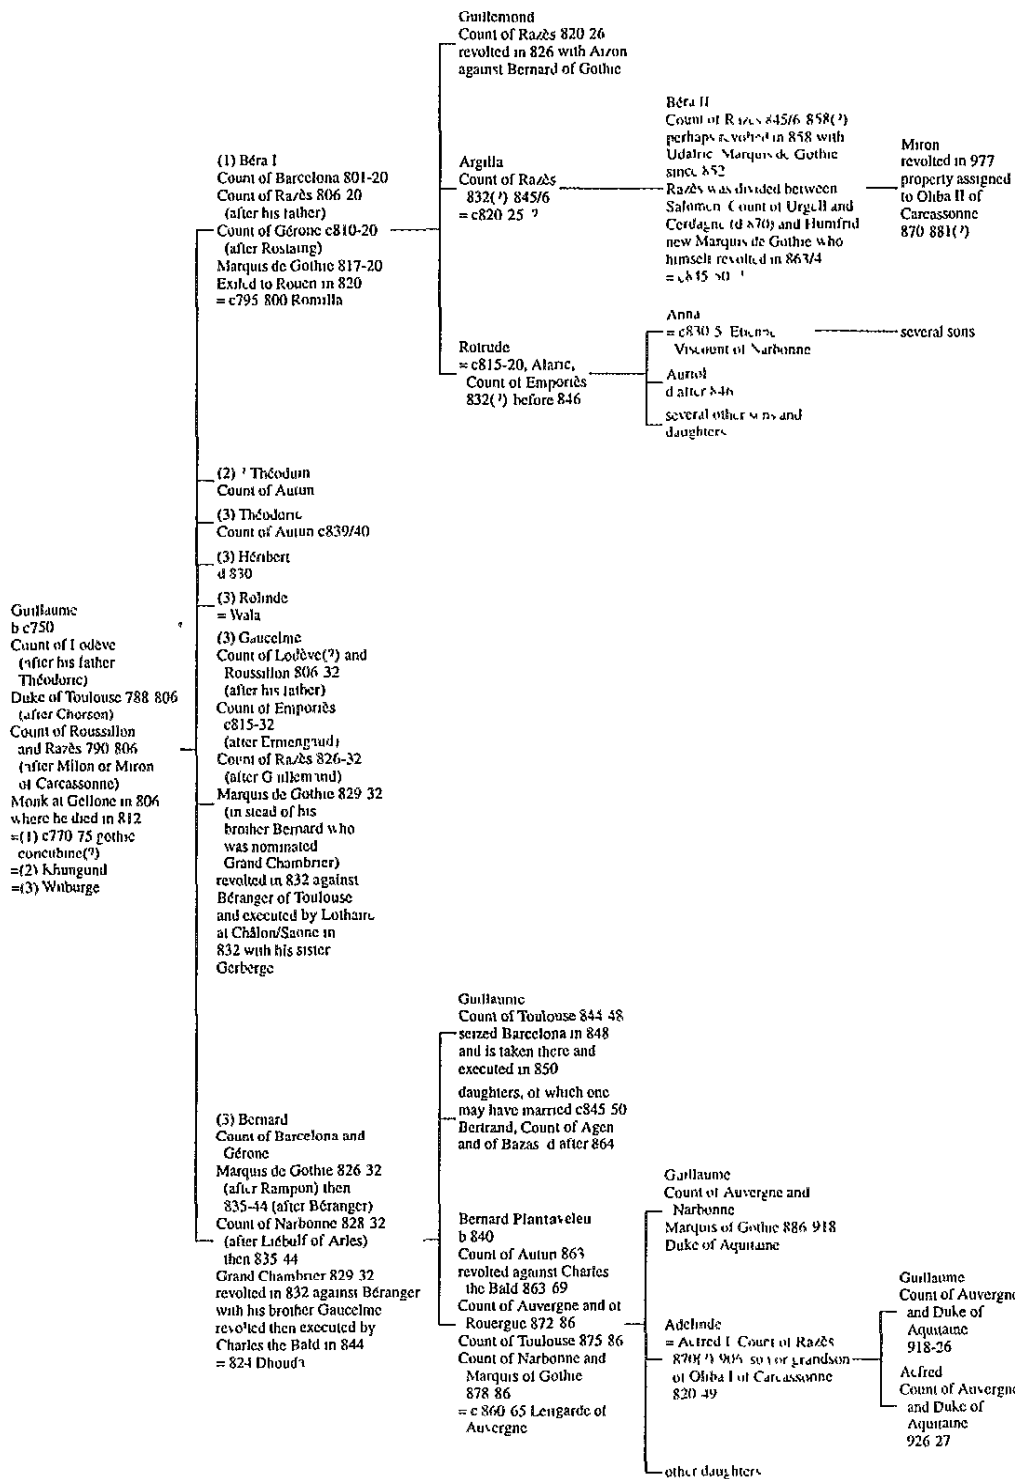 Guillaume
b c750
Count of Lodève
(after his father
Théodoric)
Duke of Toulouse 788 806
(after Chorson)
Count of Roussillon
and Razès 790 806
(after Milon or Miron
of Carcassonne)
Monk at Gellone in 806
where he died in 812
=(1) c770 75 gothic
concubine(?)
=(2) Khungund
=(3) Witburge
(1) Béra I
Count of Barcelona 801-20
Count of Razès 806 20
(after his father)
Count of Gérone c810-20
(after Rostaing)
Marquis de Gothie 817-20
Exiled to Rouen in 820
= c795 800 Romilla
(2) ? Théoduin
Count of Autun
(3) Théodoric
Count of Autun c839/40
(3) Héribert
d 830
(3) Rolinde
= Wala
(3) Gaucelme
Count of Lodève(?) and
Roussillon 806 32
(after his father)
Count of Emporiès
c815-32
(after Ermengaud)
Count of Razès 826-32
(after Guillemund)
Marquis de Gothie 829 32
(in stead of his
brother Bernard who
was nominated
Grand Chambrier)
revolted in 832 against
Béranger of Toulouse
and executed by Lothaire
at Châlon/Saone in
832 with his sister
Gerberge
(3) Bernard
Count of Barcelona and
Gérone
Marquis de Gothie 826 32
(after Rampon) then
835-44 (after Béranger)
Count of Narbonne 828 32
(after Liébulf of Arles)
then 835 44
Grand Chambrier 829 32
revolted in 832 against Béranger
with his brother Gaucelme
revolted then executed by
Charles the Bald in 844
= 824 Dhouda
Guillemond
Count of Razès 820 26
revolted in 826 with Aizon
against Bernard of Gothie
Argilla
Count of Razès
832(?) 845/6
= c820 25 ?
Rotrude
= c815-20, Alaric,
Count of Emporiès
832(?) before 846
Béra II
Count of Razès 845/6 858(?)
perhaps revolted in 858 with
Udalric Marquis de Gothie
since 852
Razès was divided between
Salomon Count of Urgell and
Cerdagne (d 870) and Humfrid
new Marquis de Gothie who
himself revolted in 863/4
= c845 50 ?
Miron
revolted in 977
property assigned
to Oliba II of
Carcassonne
870 881(?)
Anna
= c830 5 Etienne
Viscount of Narbonne
several sons
Auriol
d after 846
several other sons and
daughters
Guillaume
Count of Toulouse 844 48
seized Barcelona in 848
and is taken there and
executed in 850
daughters, of which one
may have married c845 50
Bertrand, Count of Agen
and of Bazas d after 864
Bernard Plantaveleu
b 840
Count of Autun 863
revolted against Charles
the Bald 863 69
Count of Auvergne and of
Rouergue 872 86
Count of Toulouse 875 86
Count of Narbonne and
Marquis of Gothie
878 86
= c 860 65 Lengarde of
Auvergne
Guillaume
Count of Auvergne and
Narbonne
Marquis of Gothie 886 918
Duke of Aquitaine
Adelinde
= Acfred I Count of Razès
870(?) 906 son or grandson
of Oliba I of Carcassonne
820 49
other daughters
Guillaume
Count of Auvergne
and Duke of
Aquitaine
918-26
Acfred
Count of Auvergne
and Duke of
Aquitaine
926 27